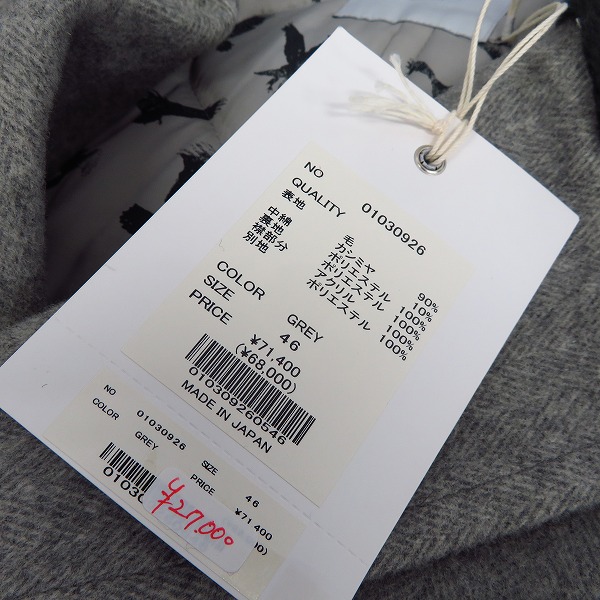 NO 01030926
QUALITY
表地 毛 90%
カシミヤ 10%
中綿 ポリエステル 100%
裏地 ポリエステル 100%
襟部分 アクリル 100%
別地 ポリエステル 100%
COLOR GREY
SIZE 46
PRICE ¥71,400
(¥68,000)
010309260546
MADE IN JAPAN
NO 01030926 SIZE 46
COLOR GREY PRICE ¥71,400
¥27.000